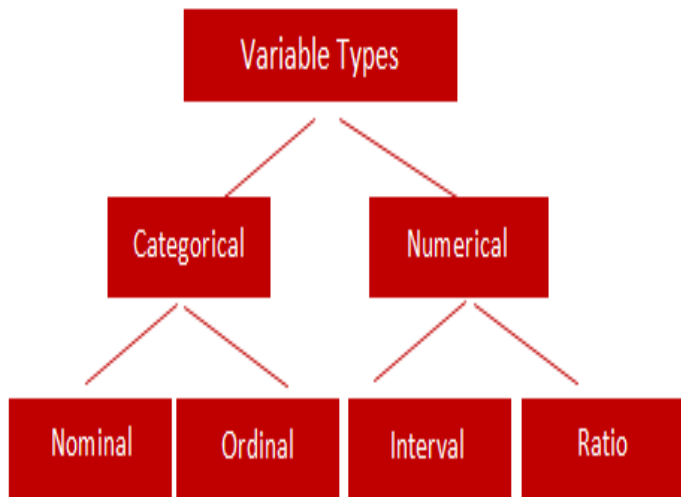 Variable Types
Categorical
Numerical
Nominal
Ordinal
Interval
Ratio